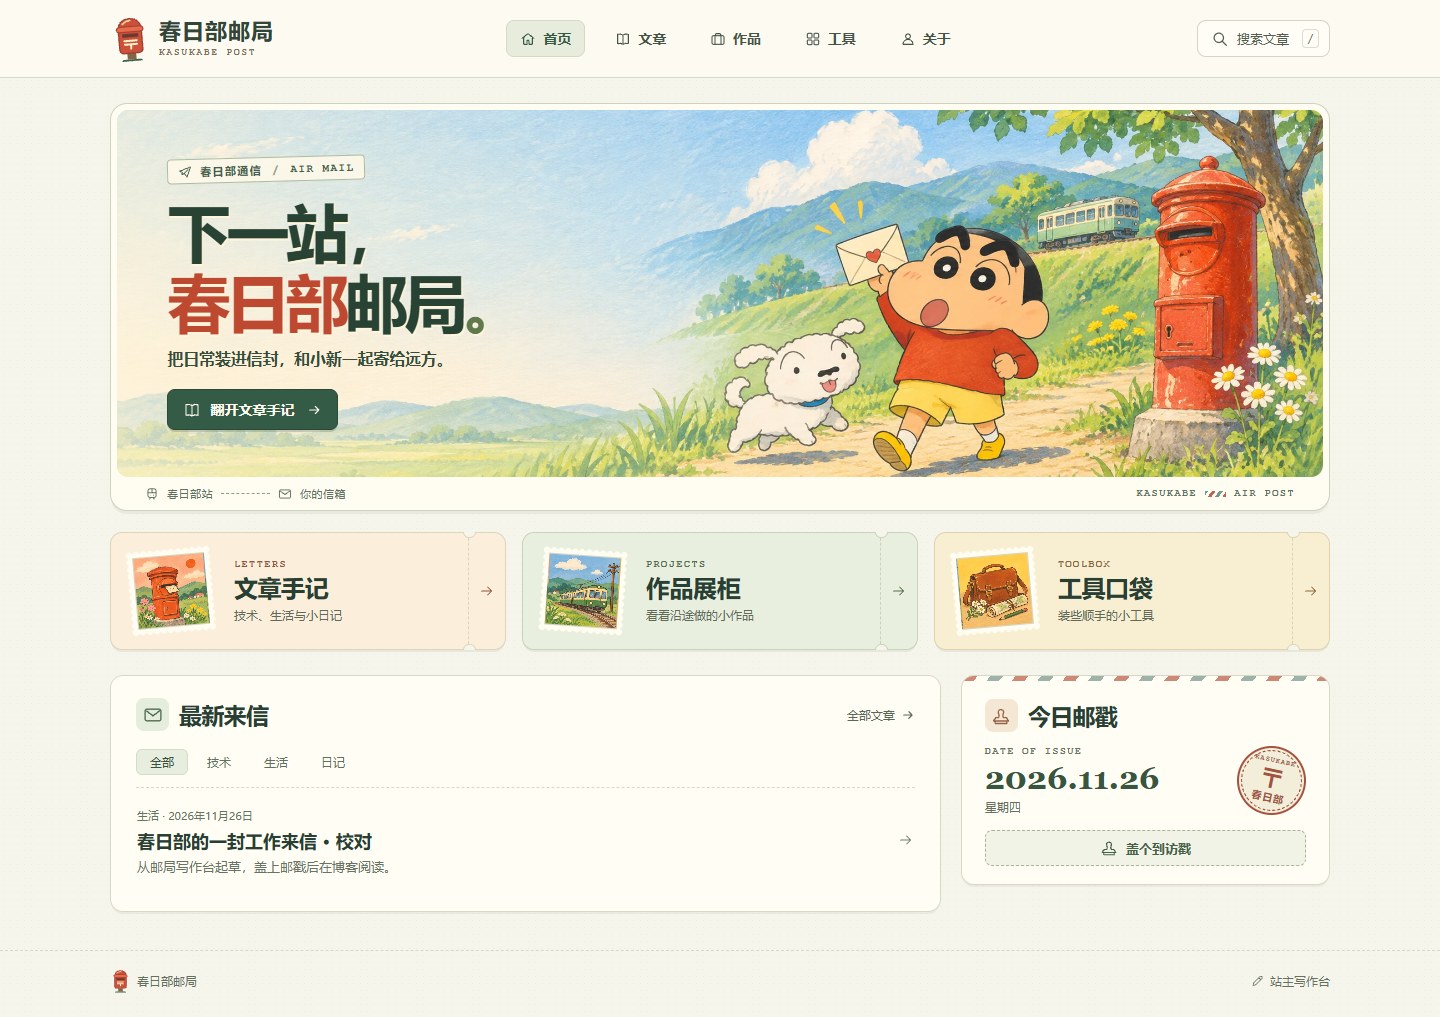 春日部邮局
KASUKABE POST
首页
文章
作品
工具
关于
搜索文章 /
春日部通信 / AIR MAIL
下一站，
春日部邮局。
把日常装进信封，和小新一起寄给远方。
翻开文章手记
春日部站
你的信箱
KASUKABE AIR POST
LETTERS
文章手记
技术、生活与小日记
PROJECTS
作品展柜
看看沿途做的小作品
TOOLBOX
工具口袋
装些顺手的小工具
最新来信
全部文章
全部
技术
生活
日记
生活 · 2026年11月26日
春日部的一封工作来信 · 校对
从邮局写作台起草，盖上邮戳后在博客阅读。
今日邮戳
DATE OF ISSUE
2026.11.26
星期四
KASUKABE
〒
春日部
盖个到访戳
春日部邮局
站主写作台